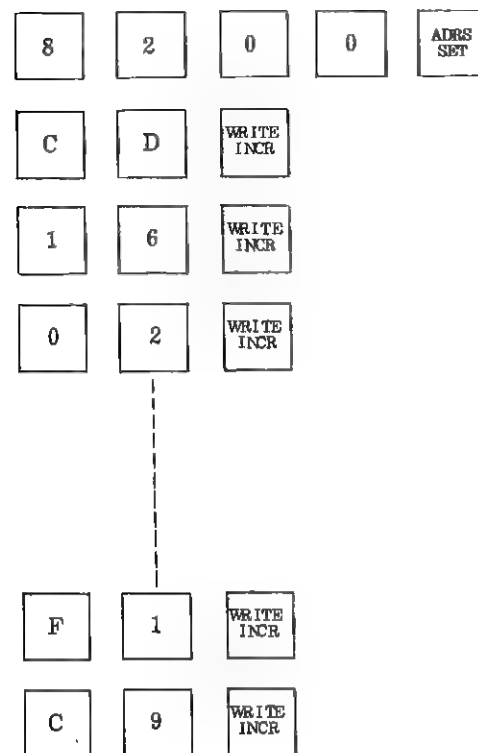 8 2 0 0 ADRS SET
C D WRITE INCR
1 6 WRITE INCR
0 2 WRITE INCR
F 1 WRITE INCR
C 9 WRITE INCR